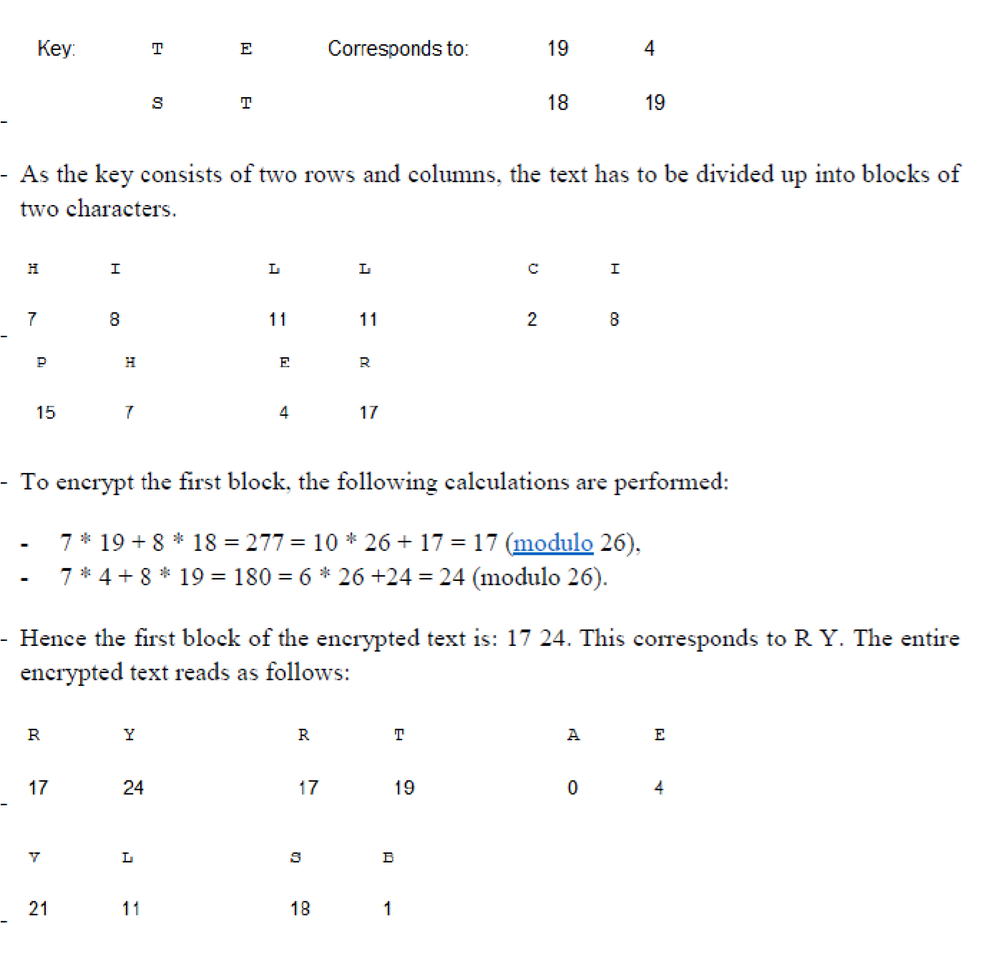 Key: T E Corresponds to: 19 4
S T 18 19
-
- As the key consists of two rows and columns, the text has to be divided up into blocks of
two characters.
H I L L C I
7 8 11 11 2 8
-
P H E R
15 7 4 17
- To encrypt the first block, the following calculations are performed:
- 7 * 19 + 8 * 18 = 277 = 10 * 26 + 17 = 17 (modulo 26),
- 7 * 4 + 8 * 19 = 180 = 6 * 26 +24 = 24 (modulo 26).
- Hence the first block of the encrypted text is: 17 24. This corresponds to R Y. The entire
encrypted text reads as follows:
R Y R T A E
17 24 17 19 0 4
-
V L S B
21 11 18 1
-